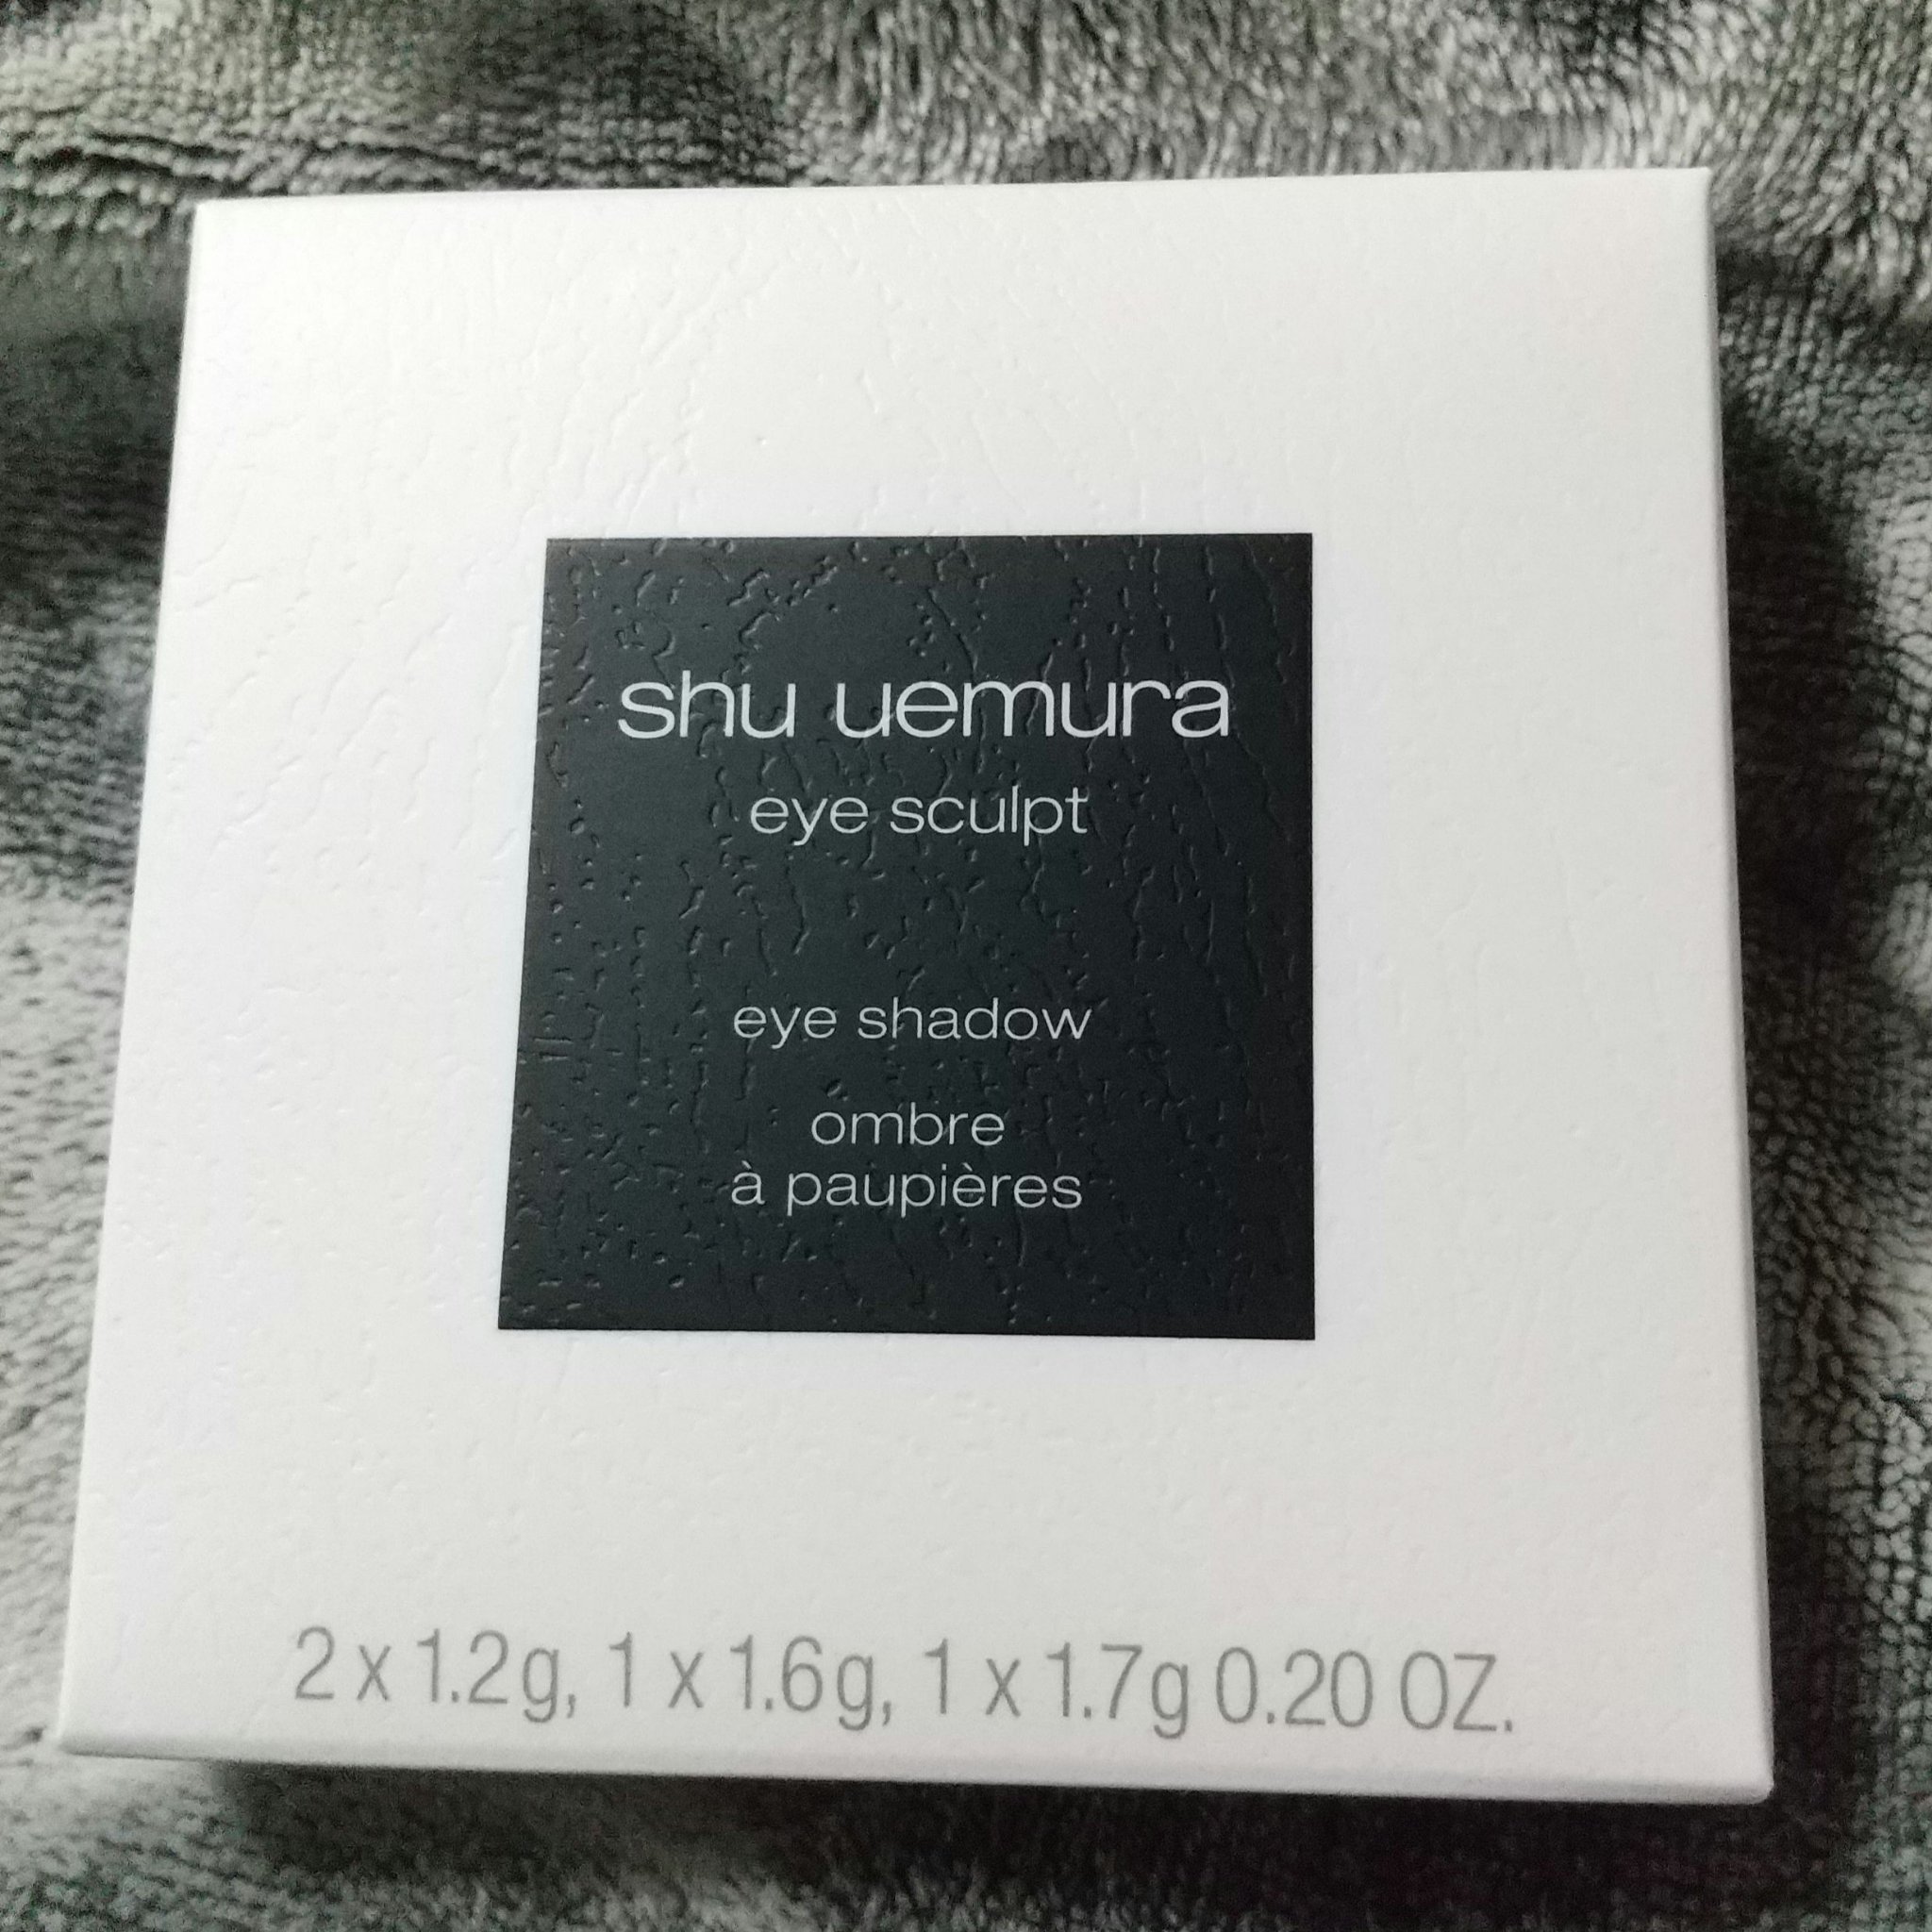 shu uemura
eye sculpt
eye shadow
ombre
à paupières
2 x 1.2g, 1 x 1.6g, 1 x 1.7g 0.20 OZ.